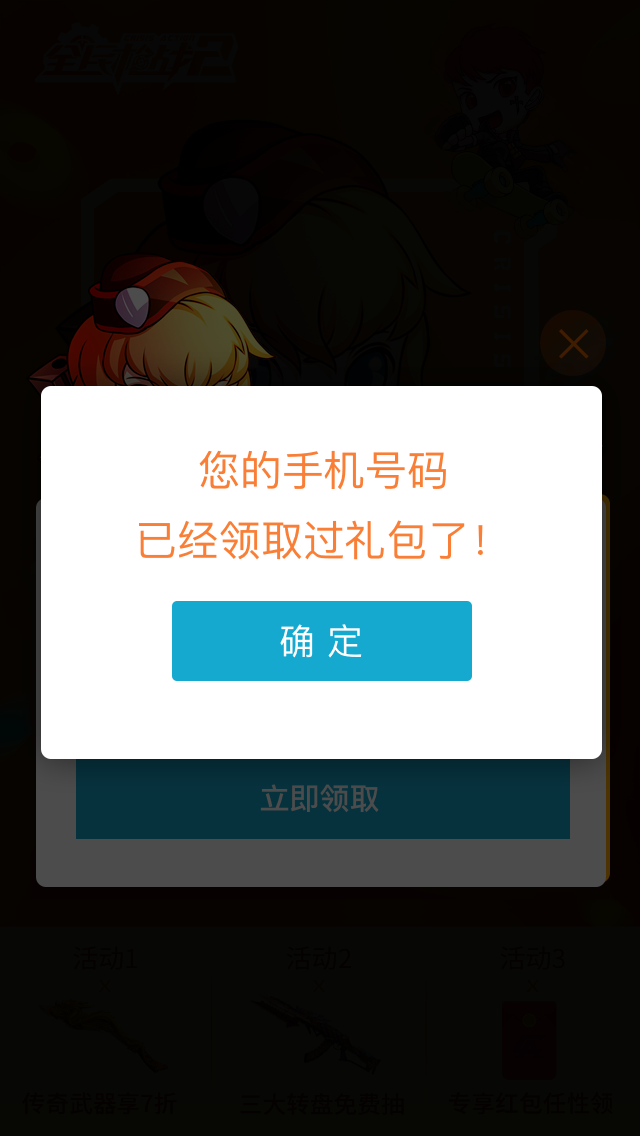 您的手机号码
已经领取过礼包了！
确 定
立即领取
活动1
活动2
活动3
传奇武器享7折
三大转盘免费抽
专享红包任性领